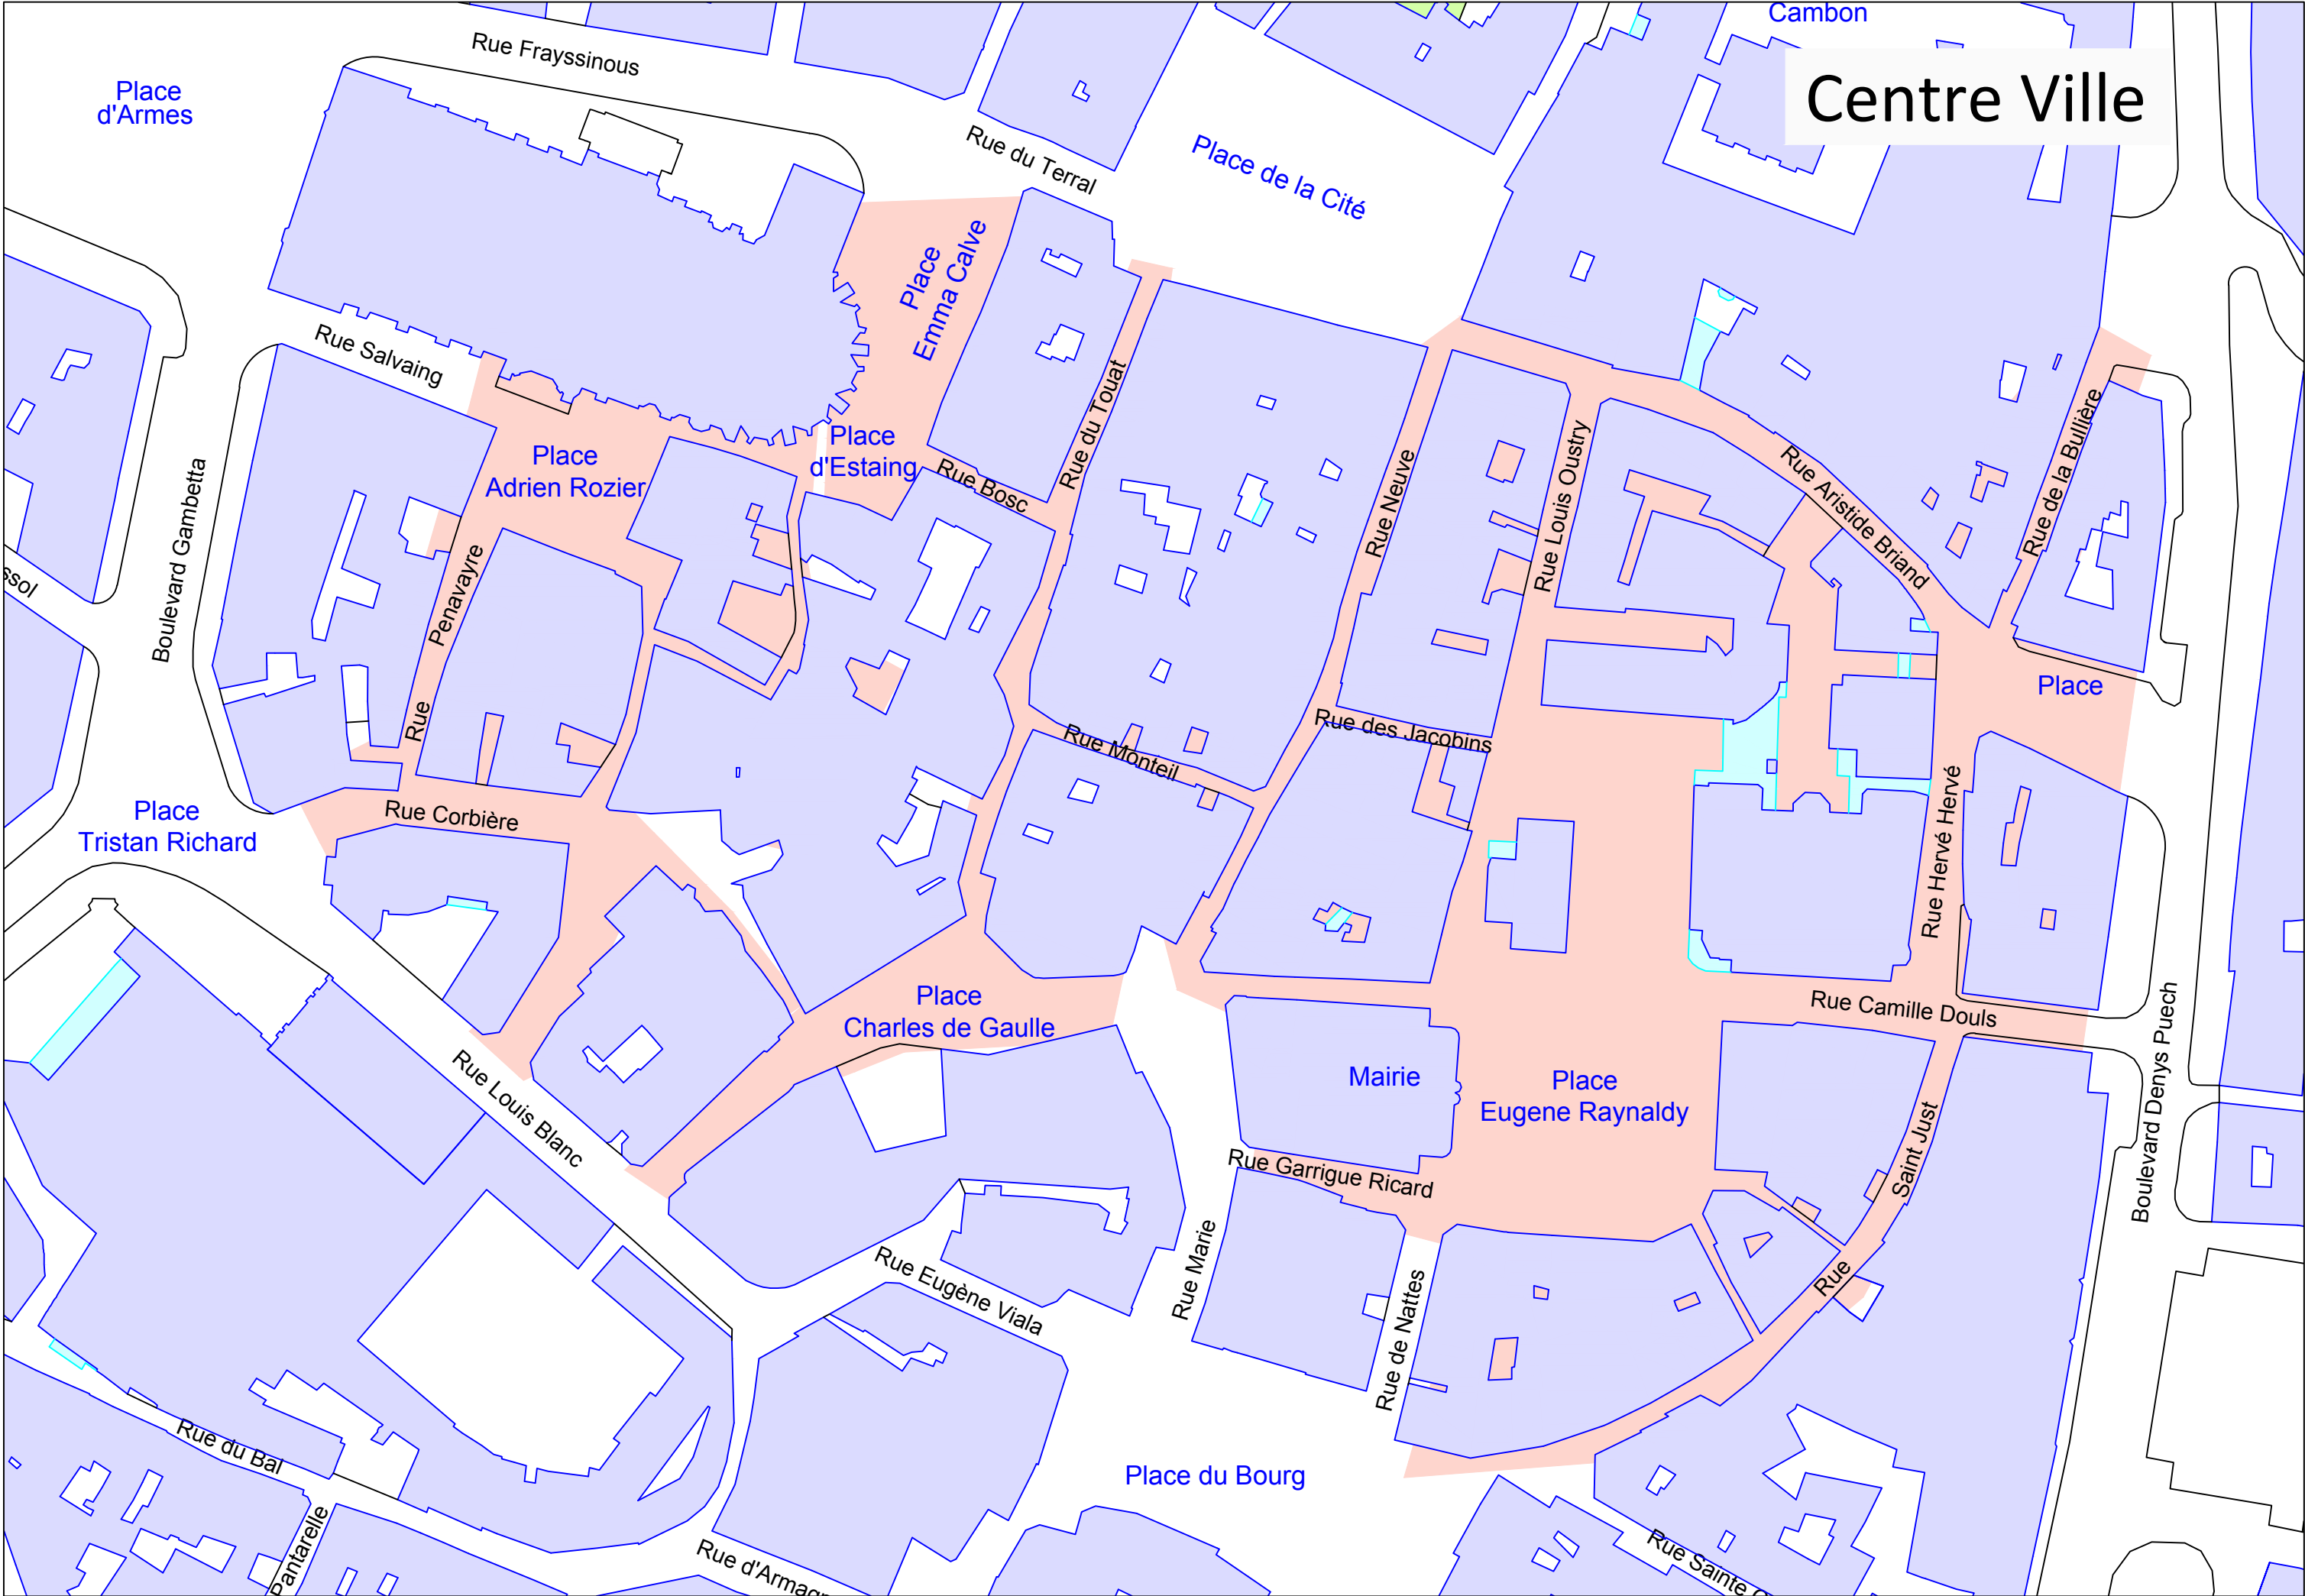 Cambon
Centre Ville
Rue Frayssinous
Place
d'Armes
Rue du Terral
Place de la Cité
Place
Emma Calve
Rue Salvaing
Place
Adrien Rozier
Place
d'Estaing
Rue Bosc
Rue du Touat
Rue Neuve
Rue Louis Oustry
Rue Aristide Briand
Rue de la Bullière
Boulevard Gambetta
Rue Penavayre
Place
Rue des Jacobins
Rue Monteil
Rue Corbière
Place
Tristan Richard
Rue Hervé Hervé
Place
Charles de Gaulle
Rue Camille Douls
Boulevard Denys Puech
Mairie
Place
Eugene Raynaldy
Rue Louis Blanc
Rue Garrigue Ricard
Rue Saint Just
Rue Marie
Rue Eugène Viala
Rue de Nattes
Rue du Bal
Place du Bourg
Pantarelle
Rue d'Armagn
Rue Sainte